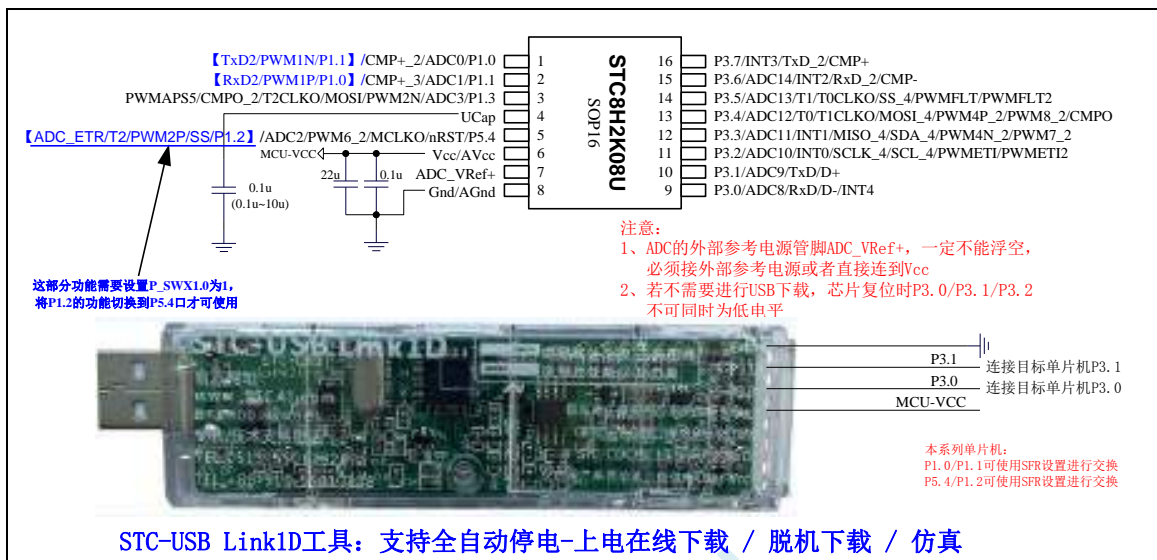 【TxD2/PWM1N/P1.1】/CMP+_2/ADC0/P1.0
【RxD2/PWM1P/P1.0】/CMP+_3/ADC1/P1.1
PWMAPS5/CMPO_2/T2CLKO/MOSI/PWM2N/ADC3/P1.3
UCap
【ADC_ETR/T2/PWM2P/SS/P1.2】/ADC2/PWM6_2/MCLKO/nRST/P5.4
MCU-VCC
Vcc/AVcc
ADC_VRef+
Gnd/AGnd
22u
0.1u
0.1u
(0.1u~10u)
1
2
3
4
5
6
7
8
STC8H2K08U
SOP16
16
15
14
13
12
11
10
9
P3.7/INT3/TxD_2/CMP+
P3.6/ADC14/INT2/RxD_2/CMP-
P3.5/ADC13/T1/T0CLKO/SS_4/PWMFLT/PWMFLT2
P3.4/ADC12/T0/T1CLKO/MOSI_4/PWM4P_2/PWM8_2/CMPO
P3.3/ADC11/INT1/MISO_4/SDA_4/PWM4N_2/PWM7_2
P3.2/ADC10/INT0/SCLK_4/SCL_4/PWMETI/PWMETI2
P3.1/ADC9/TxD/D+
P3.0/ADC8/RxD/D-/INT4
这部分功能需要设置P_SWX1.0为1，
将P1.2的功能切换到P5.4口才可使用
注意：
1、ADC的外部参考电源管脚ADC_VRef+，一定不能浮空，
必须接外部参考电源或者直接连到Vcc
2、若不需要进行USB下载，芯片复位时P3.0/P3.1/P3.2
不可同时为低电平
STC-USB Link1D
P3.1
连接目标单片机P3.1
P3.0
连接目标单片机P3.0
MCU-VCC
本系列单片机：
P1.0/P1.1可使用SFR设置进行交换
P5.4/P1.2可使用SFR设置进行交换
STC-USB Link1D工具：支持全自动停电-上电在线下载 / 脱机下载 / 仿真